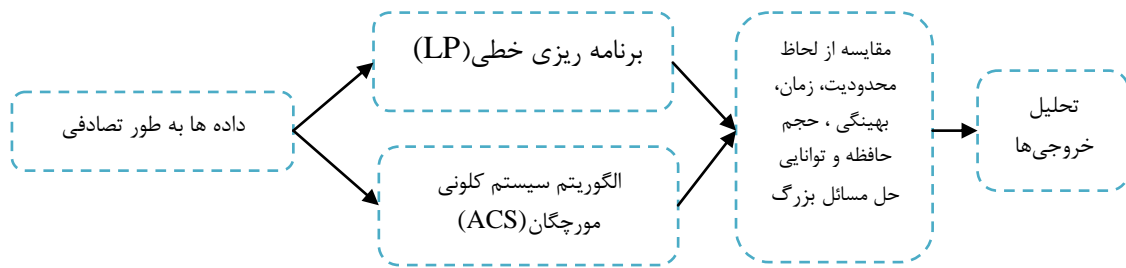 داده ها به طور تصادفی
برنامه ریزی خطی(LP)
الگوریتم سیستم کلونی
مورچگان(ACS)
مقایسه از لحاظ
محدودیت، زمان،
بهینگی ، حجم
حافظه و توانایی
حل مسائل بزرگ
تحلیل
خروجی‌ها